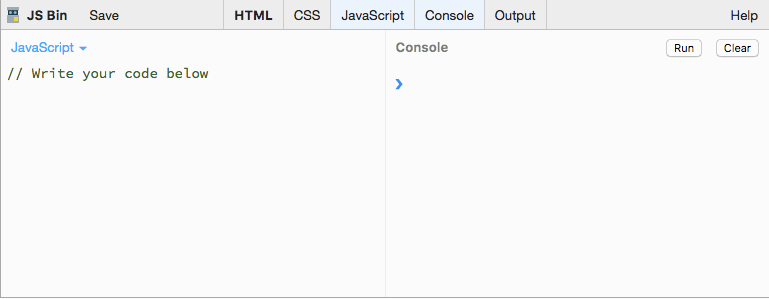 JS Bin Save HTML CSS JavaScript Console Output Help
JavaScript
Console Run Clear
// Write your code below